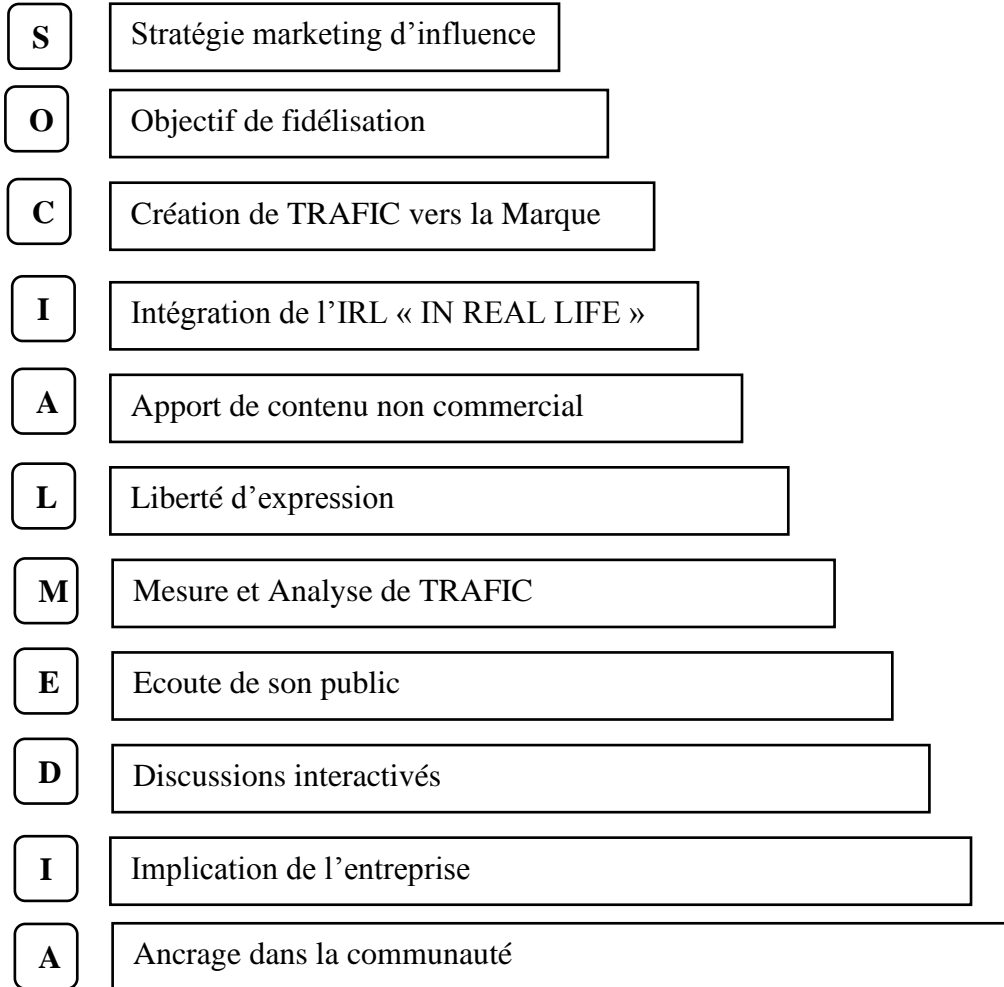 S Stratégie marketing d’influence
O Objectif de fidélisation
C Création de TRAFIC vers la Marque
I Intégration de l’IRL « IN REAL LIFE »
A Apport de contenu non commercial
L Liberté d’expression
M Mesure et Analyse de TRAFIC
E Ecoute de son public
D Discussions interactivés
I Implication de l’entreprise
A Ancrage dans la communauté